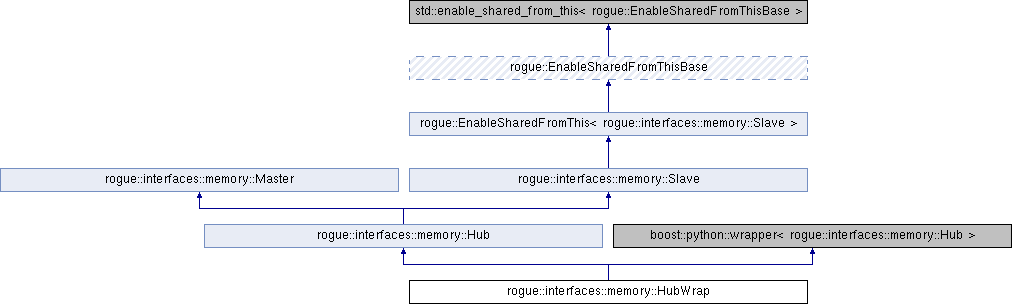 std::enable_shared_from_this< rogue::EnableSharedFromThisBase >
rogue::EnableSharedFromThisBase
rogue::EnableSharedFromThis< rogue::interfaces::memory::Slave >
rogue::interfaces::memory::Master
rogue::interfaces::memory::Slave
rogue::interfaces::memory::Hub
boost::python::wrapper< rogue::interfaces::memory::Hub >
rogue::interfaces::memory::HubWrap